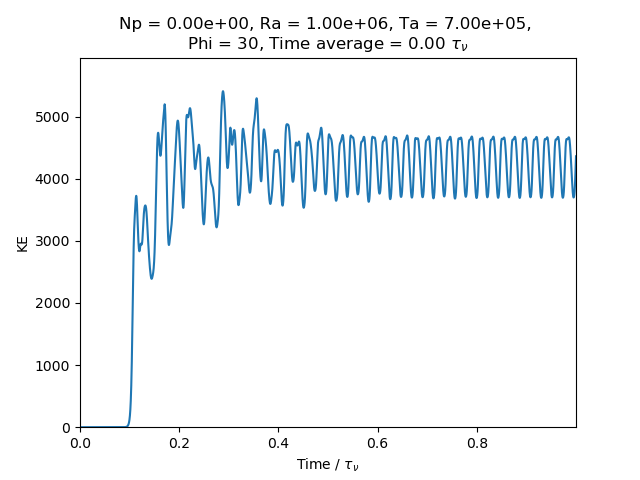 Np = 0.00e+00, Ra = 1.00e+06, Ta = 7.00e+05,
Phi = 30, Time average = 0.00 τν
5000
4000
3000
2000
1000
0
KE
0.0 0.2 0.4 0.6 0.8
Time / τν